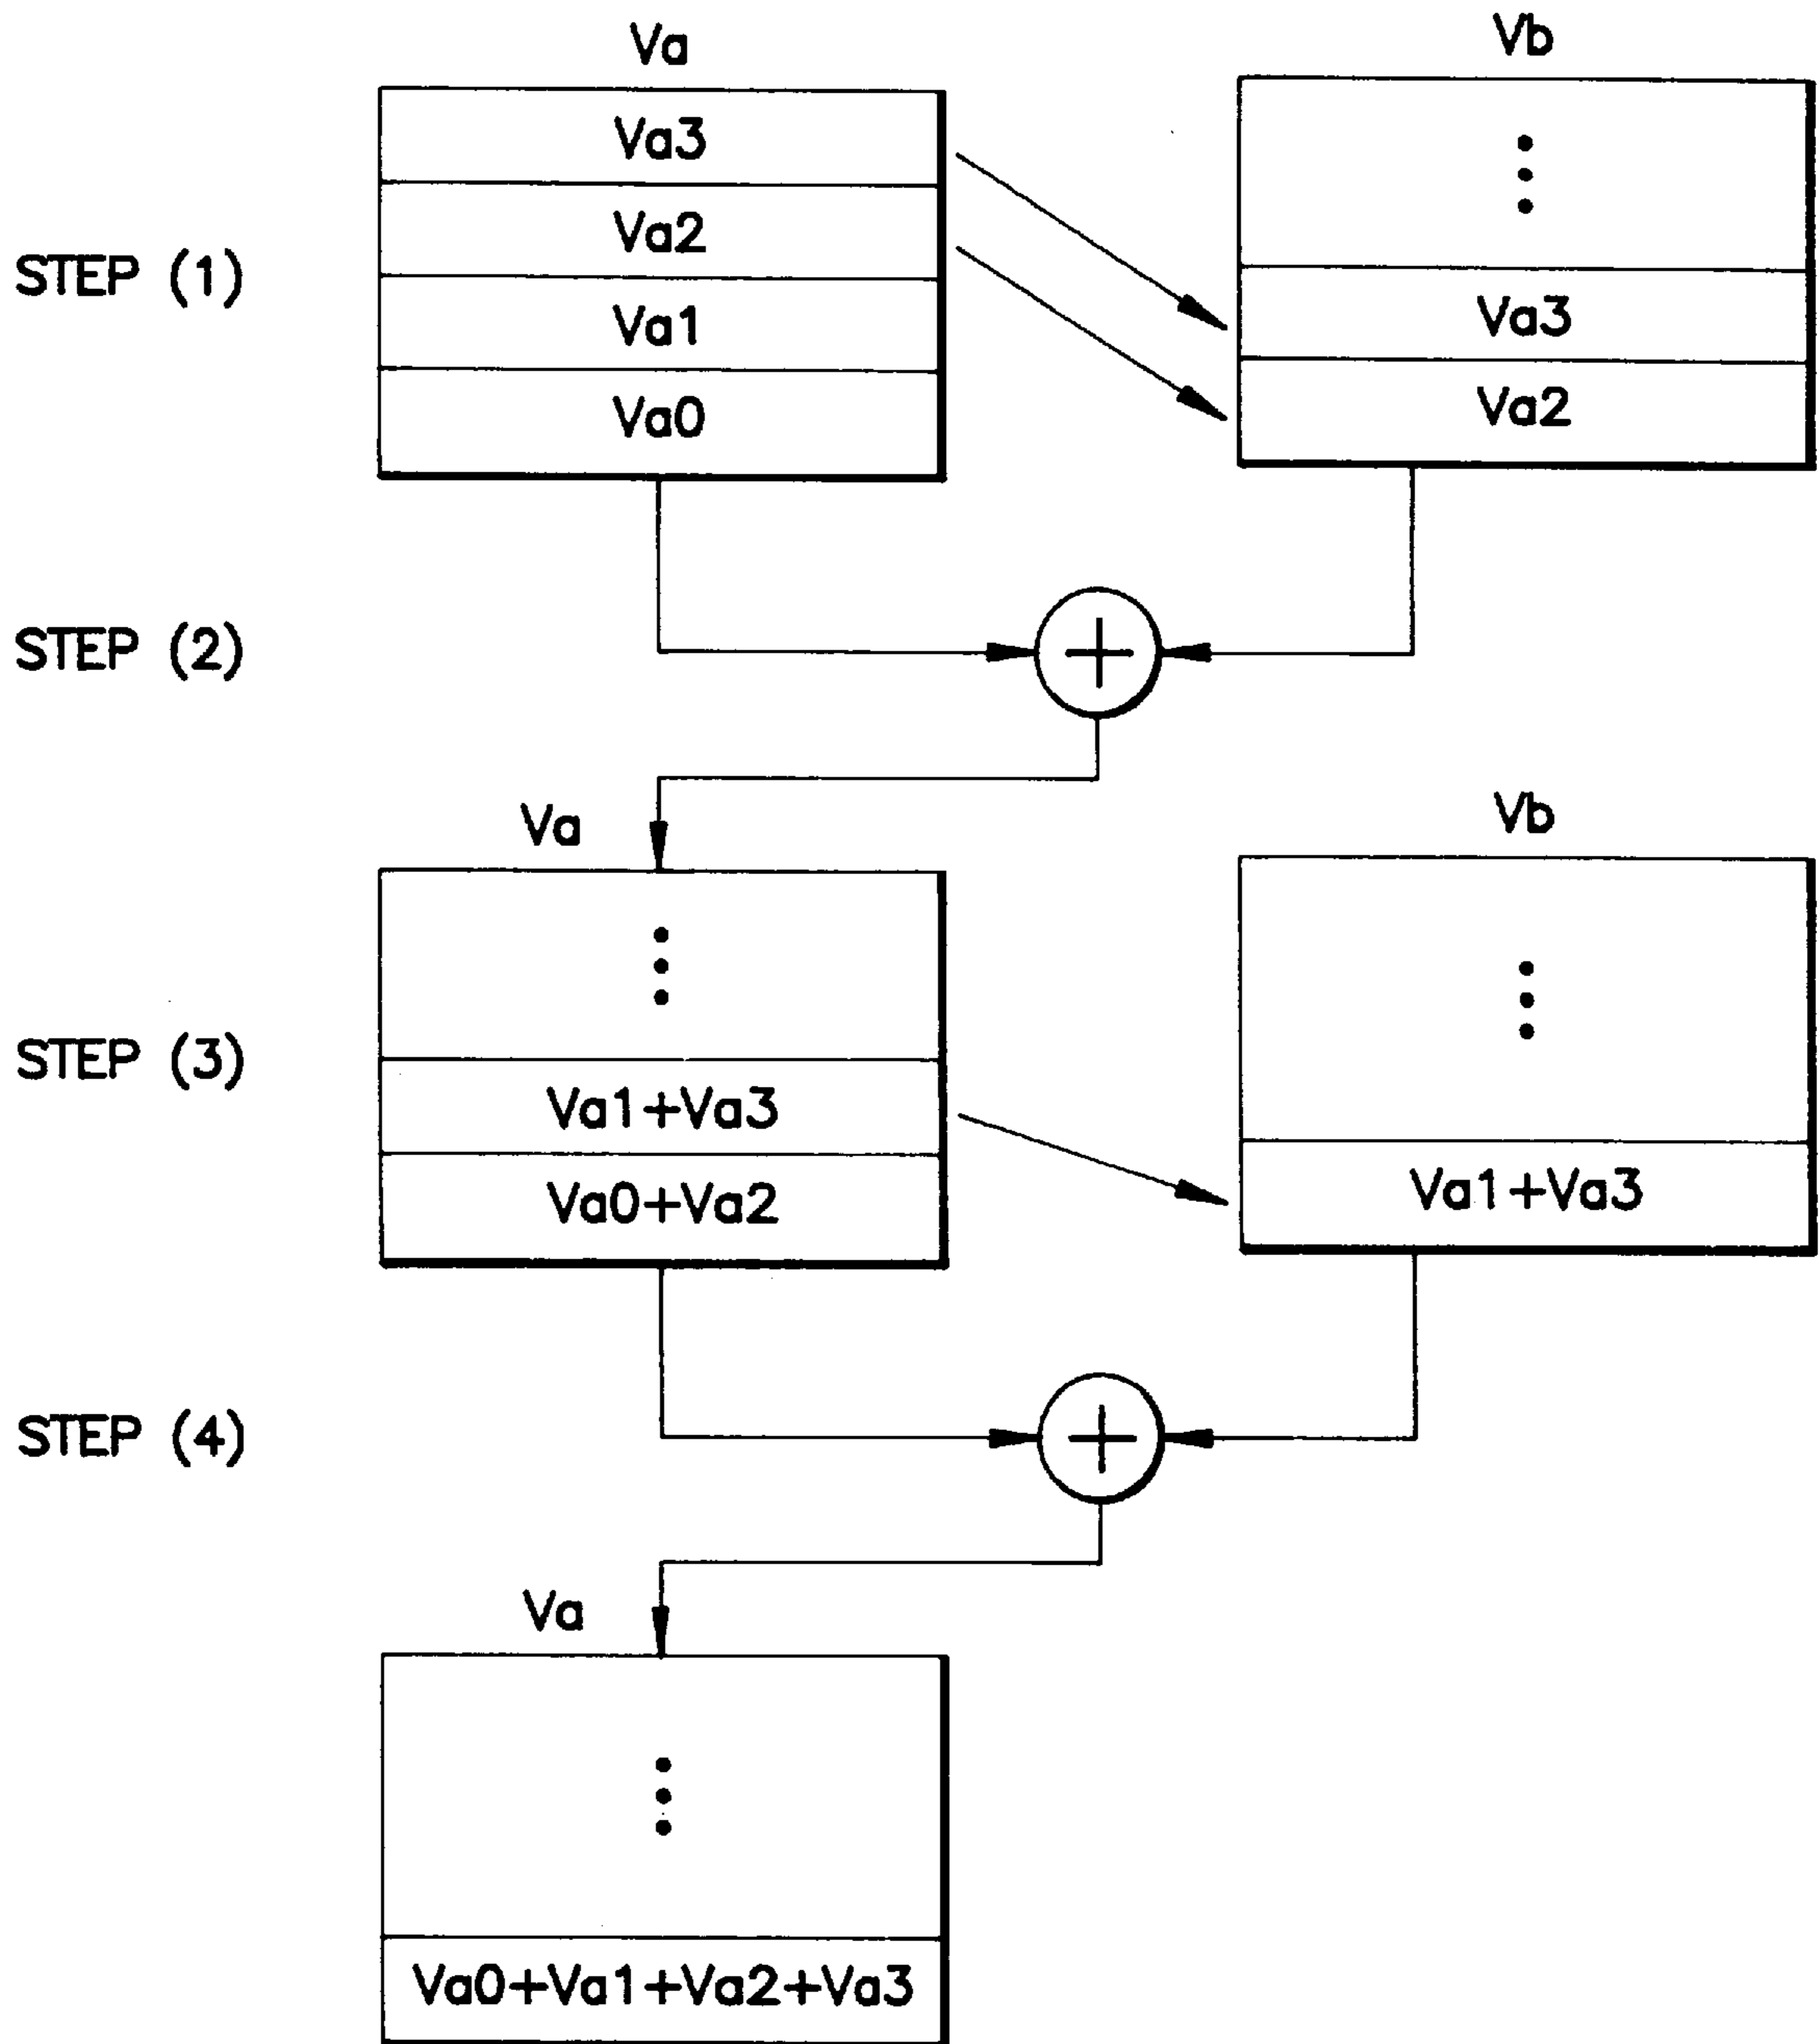 Va
Vb
Va3
Va2
Va1
Va0
Va3
Va2
STEP (1)
STEP (2)
+
Va
Vb
STEP (3)
Va1+Va3
Va0+Va2
Va1+Va3
STEP (4)
+
Va
Va0+Va1+Va2+Va3